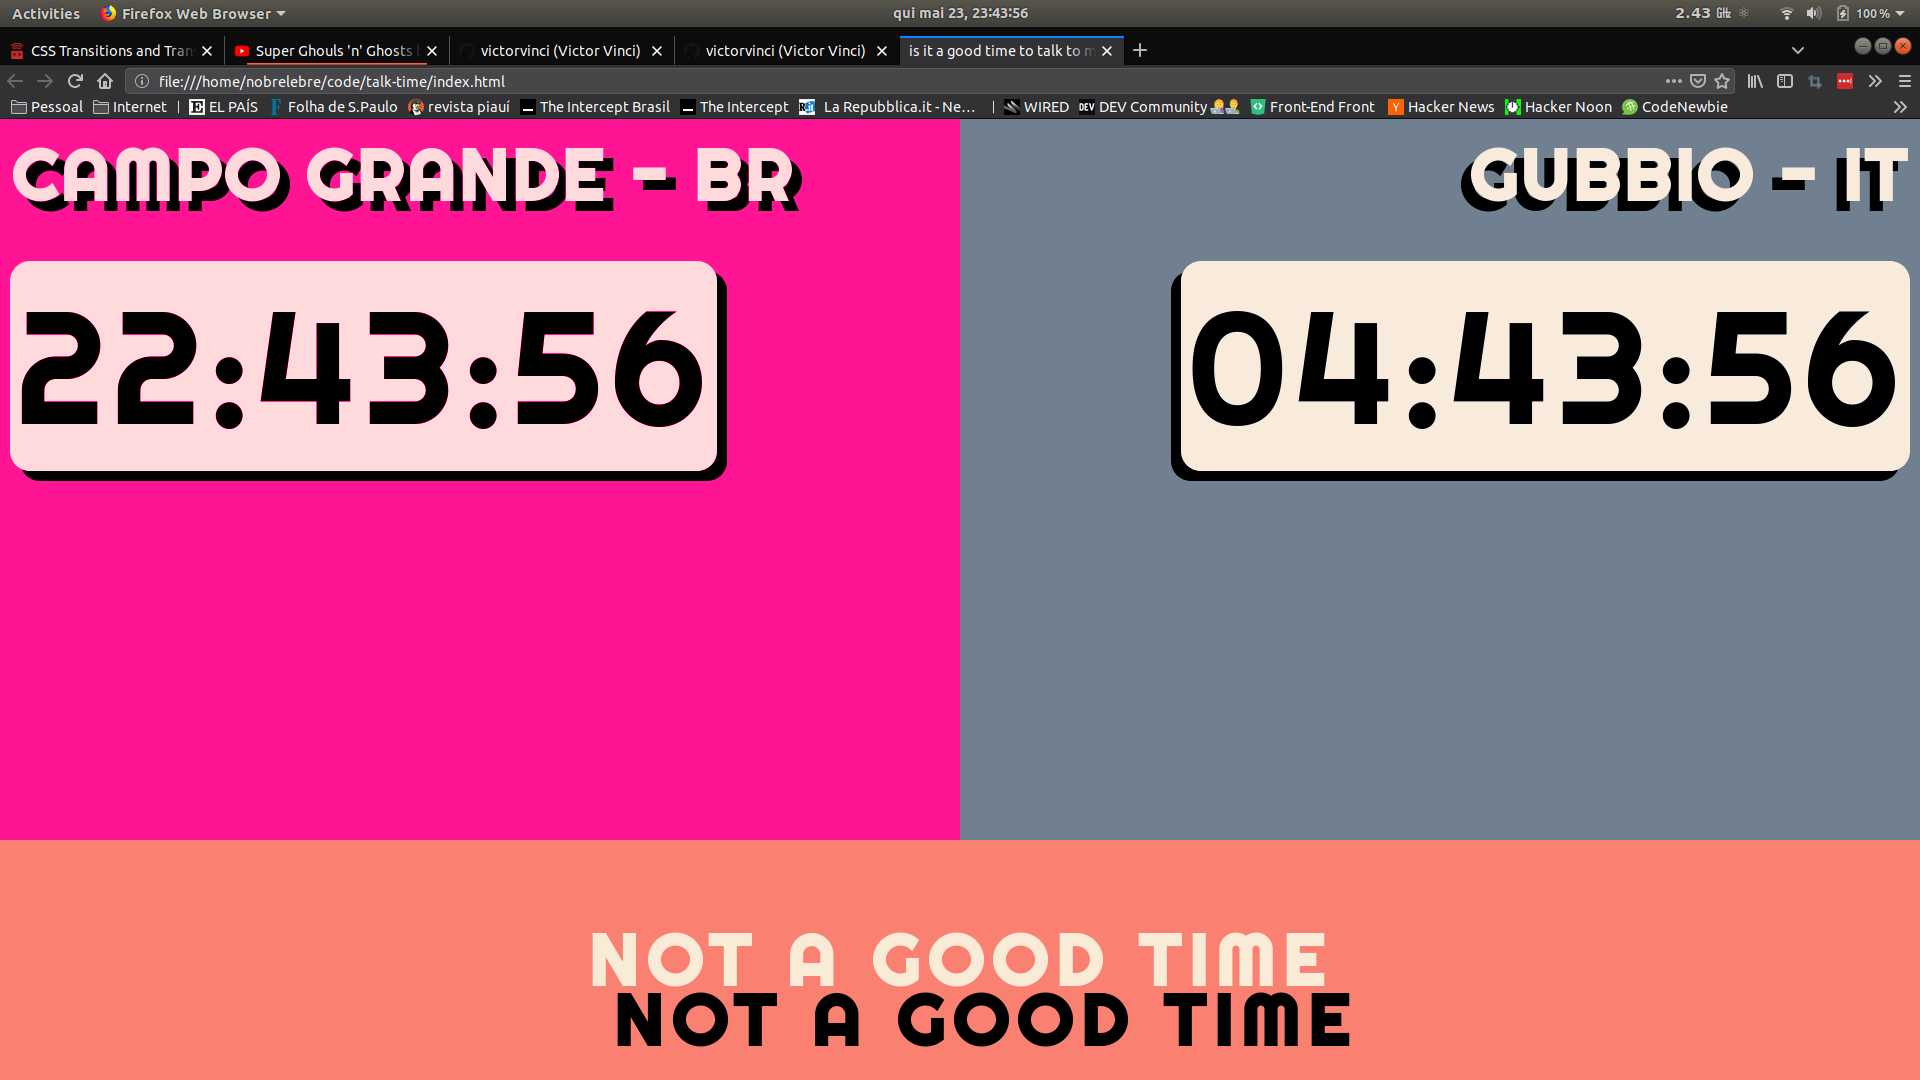 Activities Firefox Web Browser qui mai 23, 23:43:56 2.43 GHz 100 %
CSS Transitions and Tran Super Ghouls 'n' Ghosts victorvinci (Victor Vinci) victorvinci (Victor Vinci) is it a good time to talk to m
file:///home/nobrelebre/code/talk-time/index.html
Pessoal Internet EL PAÍS Folha de S.Paulo revista piauí The Intercept Brasil The Intercept La Repubblica.it - Ne… WIRED DEV DEV Community Front-End Front Hacker News Hacker Noon CodeNewbie
CAMPO GRANDE - BR
22:43:56
GUBBIO - IT
04:43:56
NOT A GOOD TIME
NOT A GOOD TIME